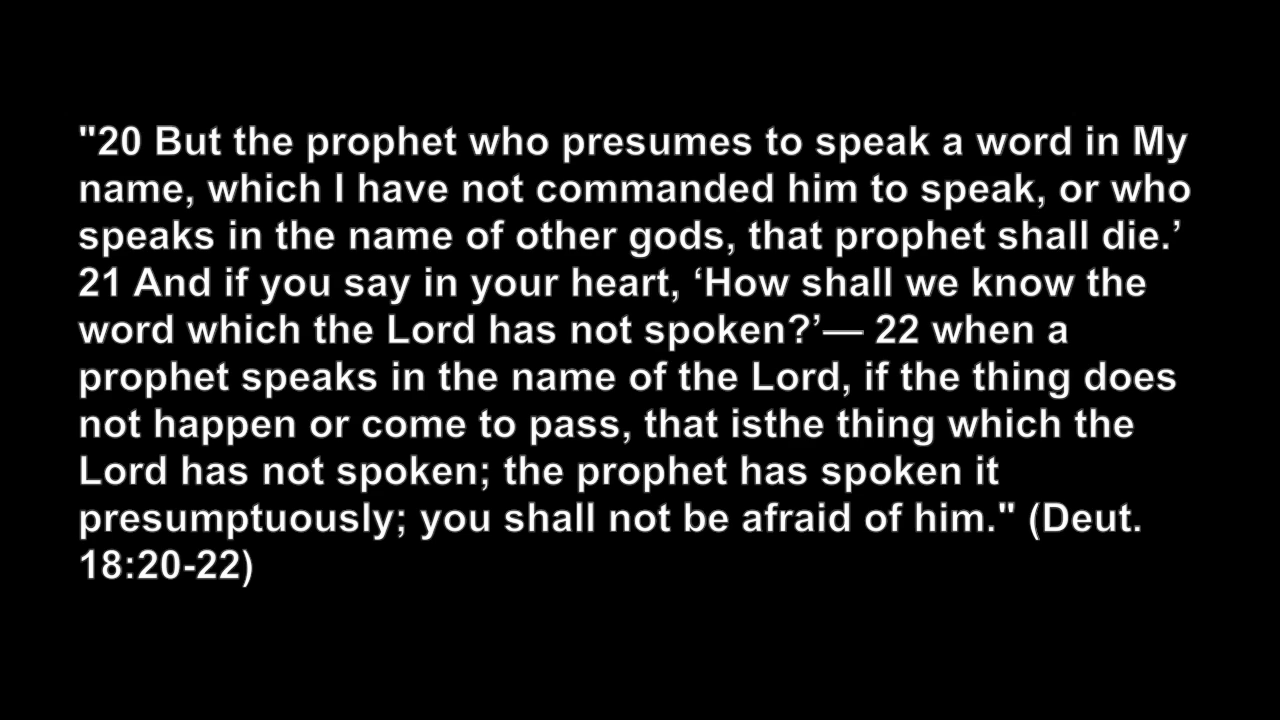 "20 But the prophet who presumes to speak a word in My
name, which I have not commanded him to speak, or who
speaks in the name of other gods, that prophet shall die.’
21 And if you say in your heart, ‘How shall we know the
word which the Lord has not spoken?’— 22 when a
prophet speaks in the name of the Lord, if the thing does
not happen or come to pass, that isthe thing which the
Lord has not spoken; the prophet has spoken it
presumptuously; you shall not be afraid of him." (Deut.
18:20-22)